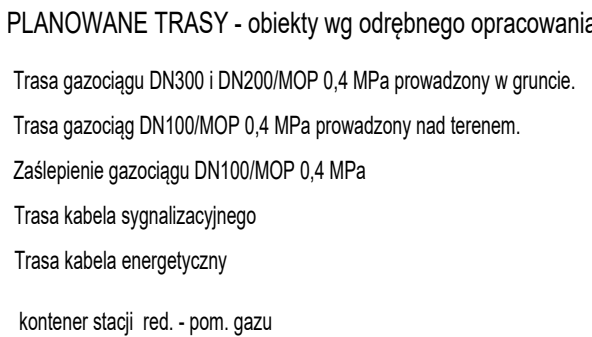 PLANOWANE TRASY - obiekty wg odrębnego opracowania
Trasa gazociągu DN300 i DN200/MOP 0,4 MPa prowadzony w gruncie.
Trasa gazociąg DN100/MOP 0,4 MPa prowadzony nad terenem.
Zaślepienie gazociągu DN100/MOP 0,4 MPa
Trasa kabela sygnalizacyjnego
Trasa kabela energetyczny
kontener stacji red. - pom. gazu